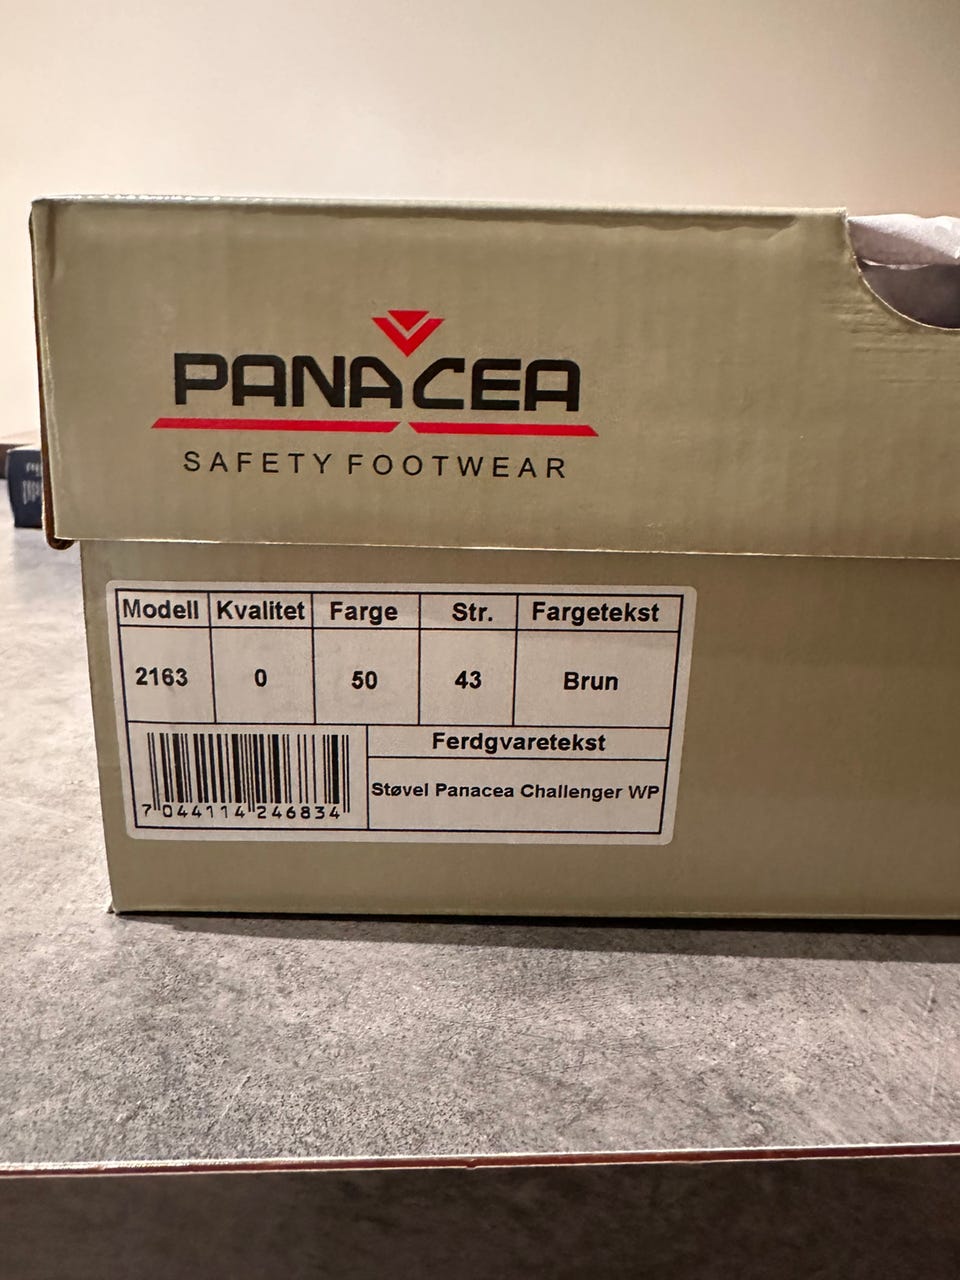 PANACEA
SAFETY FOOTWEAR
Modell Kvalitet Farge Str. Fargetekst
2163 0 50 43 Brun
Ferdgvaretekst
Støvel Panacea Challenger WP
7 044114 246834